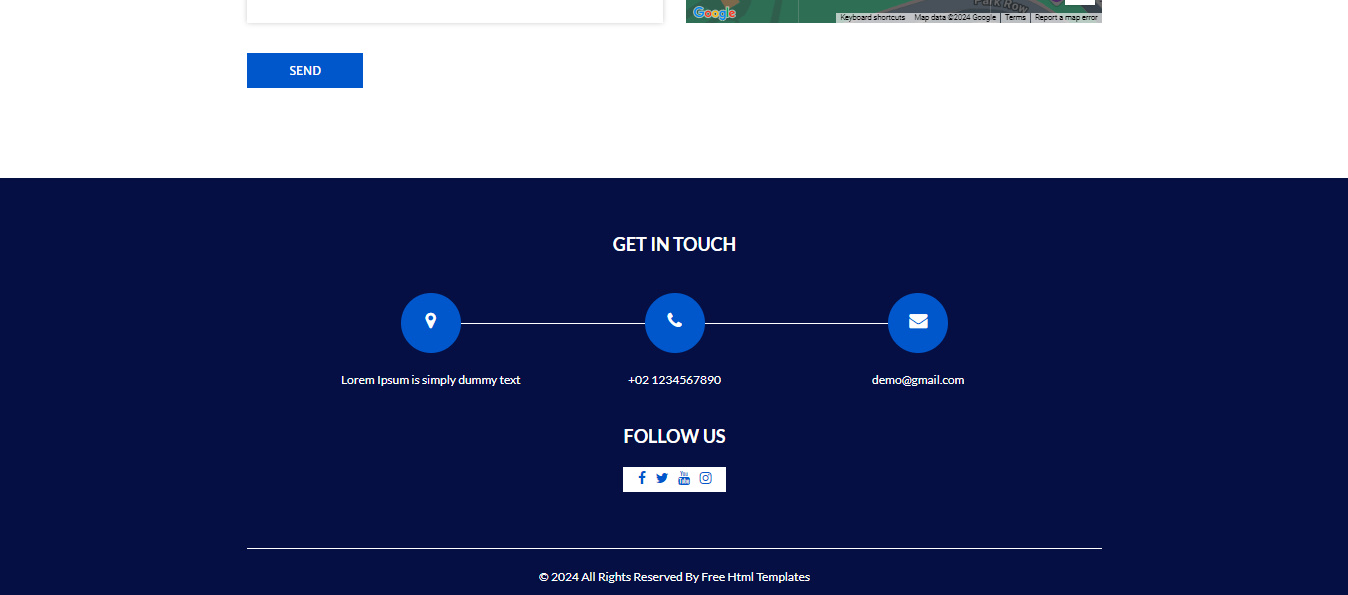 Park Row
Google
Keyboard shortcuts Map data ©2024 Google Terms Report a map error
SEND
GET IN TOUCH
Lorem Ipsum is simply dummy text
+02 1234567890
demo@gmail.com
FOLLOW US
You
Tube
© 2024 All Rights Reserved By Free Html Templates